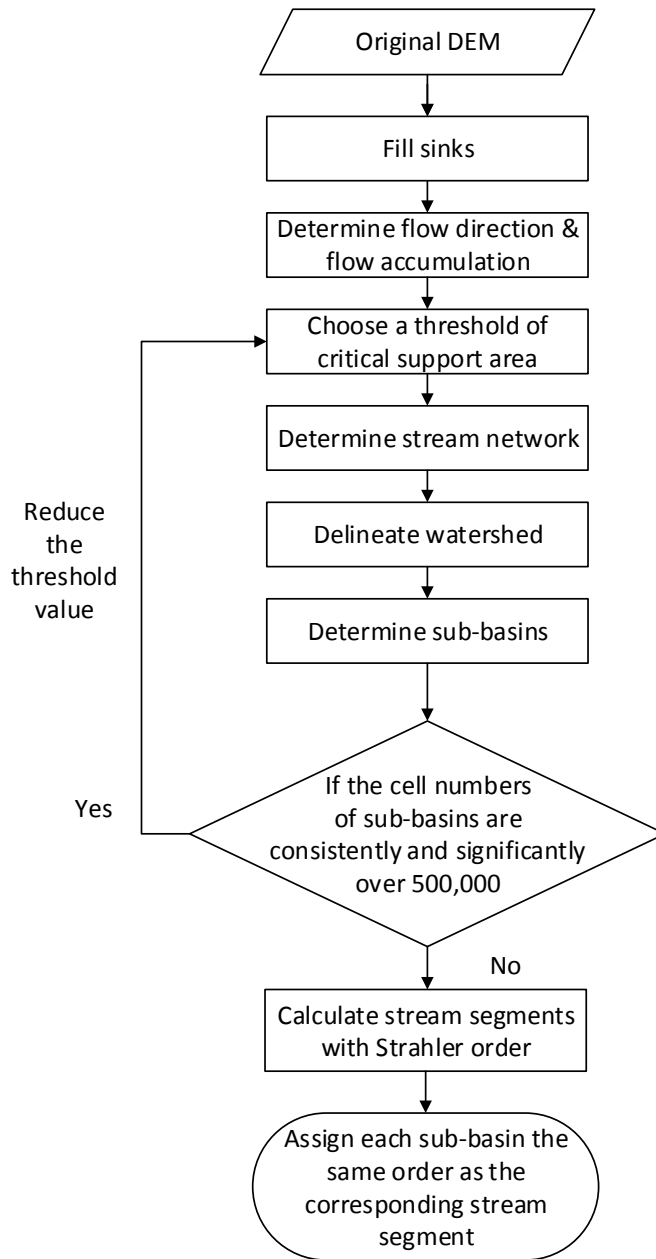 Original DEM
Fill sinks
Determine flow direction &
flow accumulation
Choose a threshold of
critical support area
Determine stream network
Delineate watershed
Reduce
the
threshold
value
Determine sub-basins
If the cell numbers
of sub-basins are
consistently and significantly
over 500,000
Yes
No
Calculate stream segments
with Strahler order
Assign each sub-basin the
same order as the
corresponding stream
segment